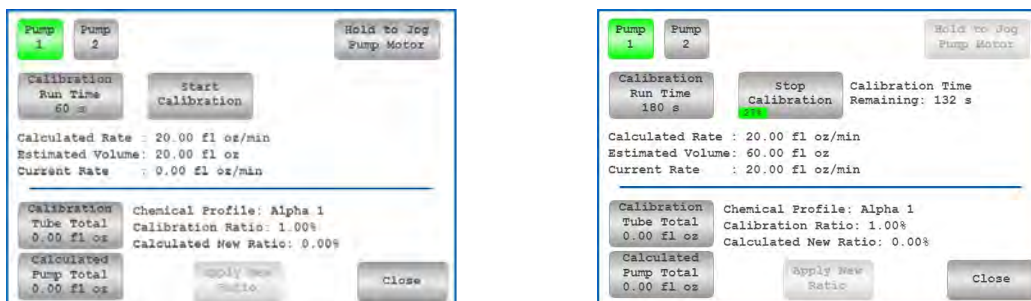 Pump
1
Pump
2
Hold to Jog
Pump Motor
Calibration
Run Time
60 s
Start
Calibration
Calculated Rate : 20.00 fl oz/min
Estimated Volume: 20.00 fl oz
Current Rate : 0.00 fl oz/min
Calibration
Tube Total
0.00 fl oz
Chemical Profile: Alpha 1
Calibration Ratio: 1.00%
Calculated New Ratio: 0.00%
Calculated
Pump Total
0.00 fl oz
Apply New
Ratio
Close
Pump
1
Pump
2
Hold to Jog
Pump Motor
Calibration
Run Time
180 s
Stop
Calibration
27%
Calibration Time
Remaining: 132 s
Calculated Rate : 20.00 fl oz/min
Estimated Volume: 60.00 fl oz
Current Rate : 20.00 fl oz/min
Calibration
Tube Total
0.00 fl oz
Chemical Profile: Alpha 1
Calibration Ratio: 1.00%
Calculated New Ratio: 0.00%
Calculated
Pump Total
0.00 fl oz
Apply New
Ratio
Close